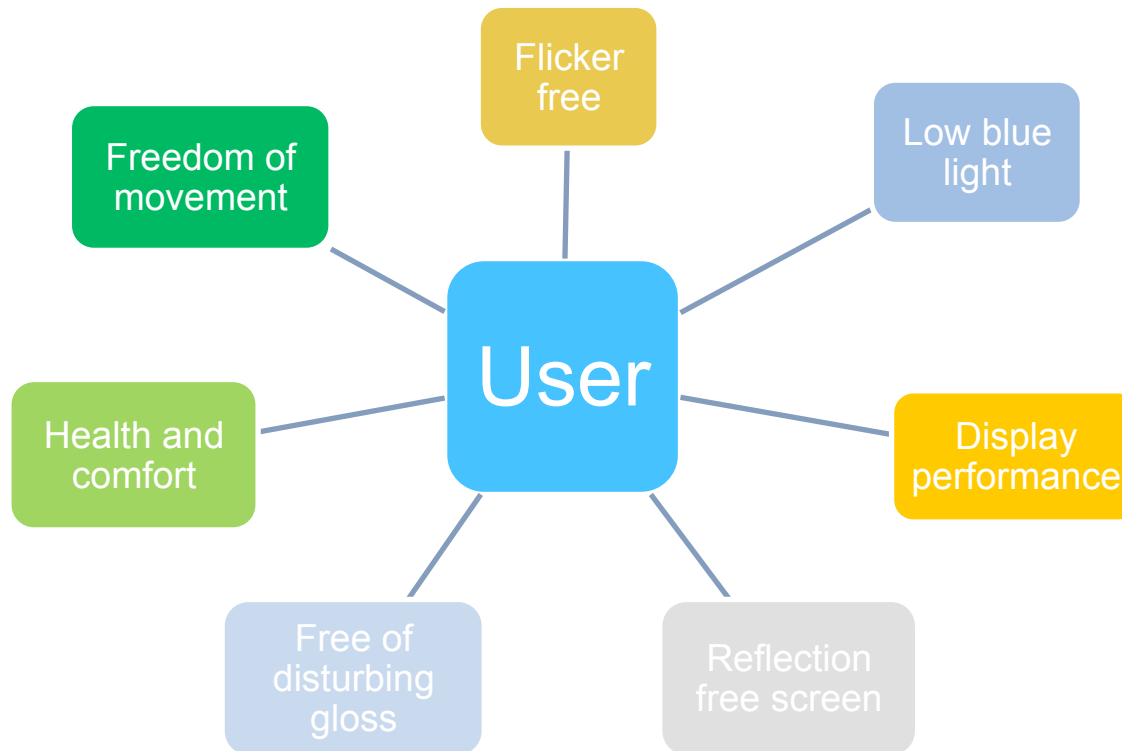 Flicker
free
Low blue
light
Freedom of
movement
User
Health and
comfort
Display
performance
Free of
disturbing
gloss
Reflection
free screen